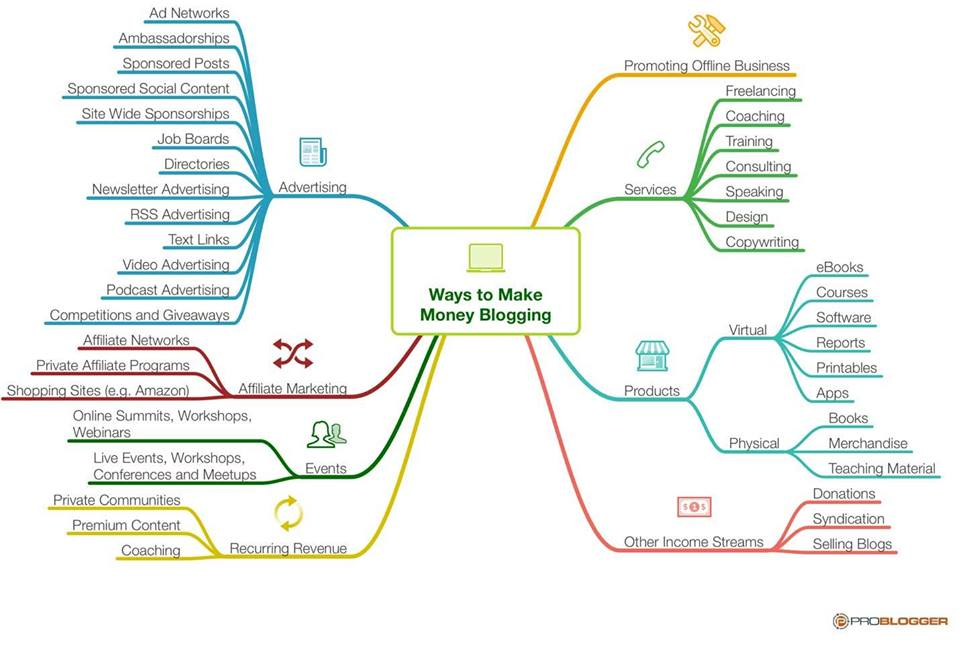 Ways to Make
Money Blogging
Advertising
Ad Networks
Ambassadorships
Sponsored Posts
Sponsored Social Content
Site Wide Sponsorships
Job Boards
Directories
Newsletter Advertising
RSS Advertising
Text Links
Video Advertising
Podcast Advertising
Competitions and Giveaways
Affiliate Marketing
Affiliate Networks
Private Affiliate Programs
Shopping Sites (e.g. Amazon)
Events
Online Summits, Workshops,
Webinars
Live Events, Workshops,
Conferences and Meetups
Recurring Revenue
Private Communities
Premium Content
Coaching
Promoting Offline Business
Services
Freelancing
Coaching
Training
Consulting
Speaking
Design
Copywriting
Products
Virtual
eBooks
Courses
Software
Reports
Printables
Apps
Physical
Books
Merchandise
Teaching Material
$1$
Other Income Streams
Donations
Syndication
Selling Blogs
PROBLOGGER